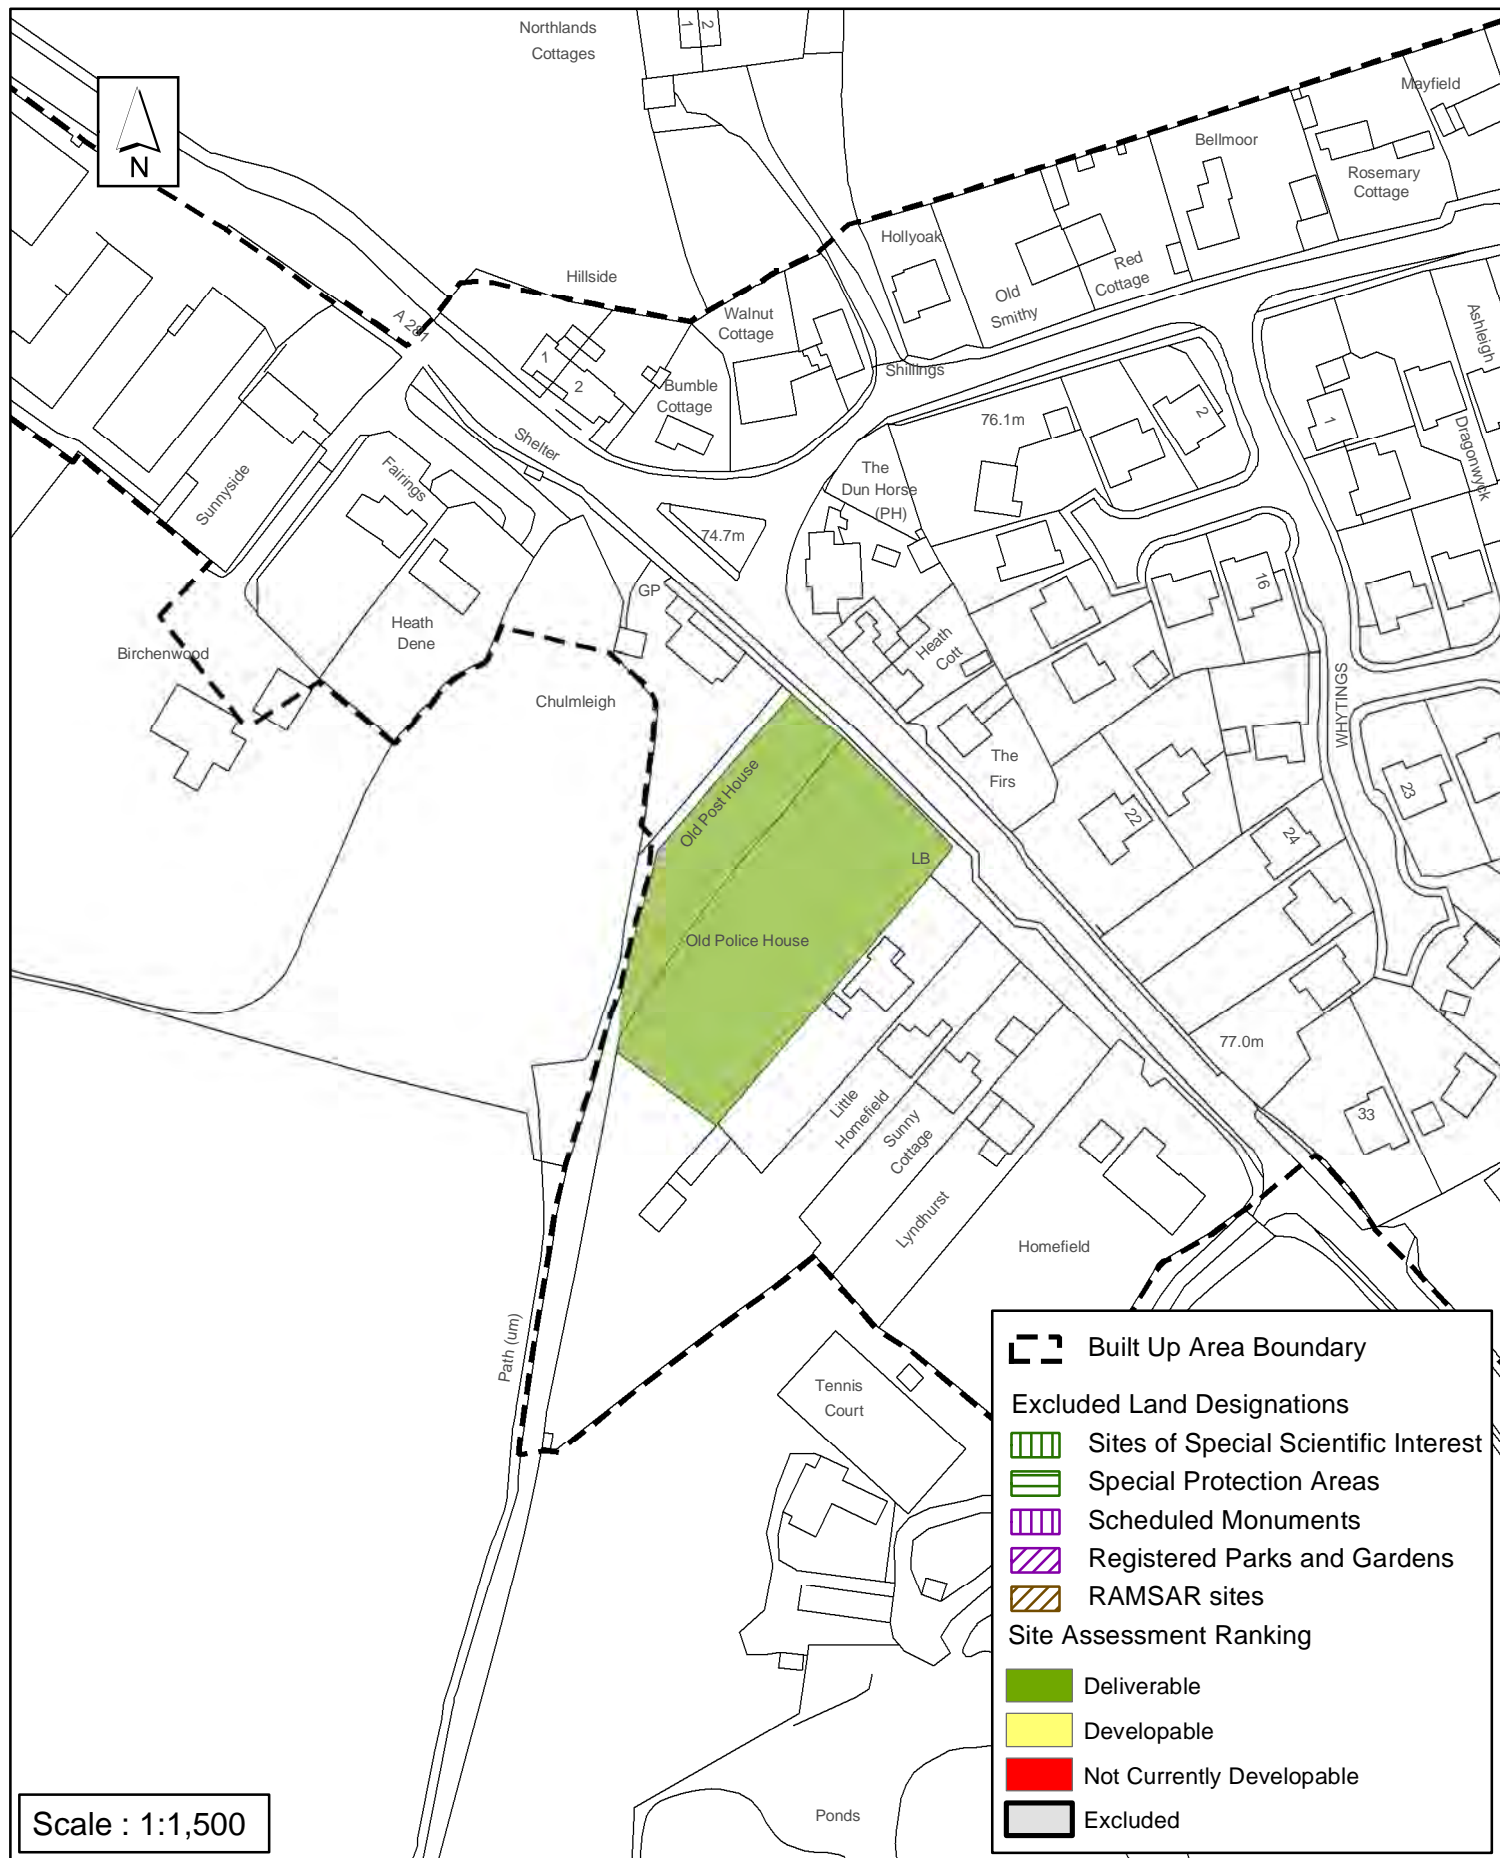 Northlands
Cottages
1
2
Mayfield
N
Bellmoor
Rosemary
Cottage
Hollyoak
Red
Cottage
Hillside
Old
Smithy
Walnut
Cottage
A 281
Ashleigh
1
2
Shillings
Bumble
Cottage
76.1m
2
1
Shelter
Dragonwyck
Fairings
The
Dun Horse
(PH)
Sunnyside
74.7m
16
GP
Heath
Dene
Heath
Cott
Birchenwood
Chulmleigh
WHYTINGS
The
Firs
Old Post House
23
22
24
LB
Old Police House
77.0m
Little
Homefield
Sunny
Cottage
33
Lyndhurst
Homefield
Path (um)
Tennis
Court
Ponds
Built Up Area Boundary
Excluded Land Designations
Sites of Special Scientific Interest
Special Protection Areas
Scheduled Monuments
Registered Parks and Gardens
RAMSAR sites
Site Assessment Ranking
Deliverable
Developable
Not Currently Developable
Excluded
Scale : 1:1,500